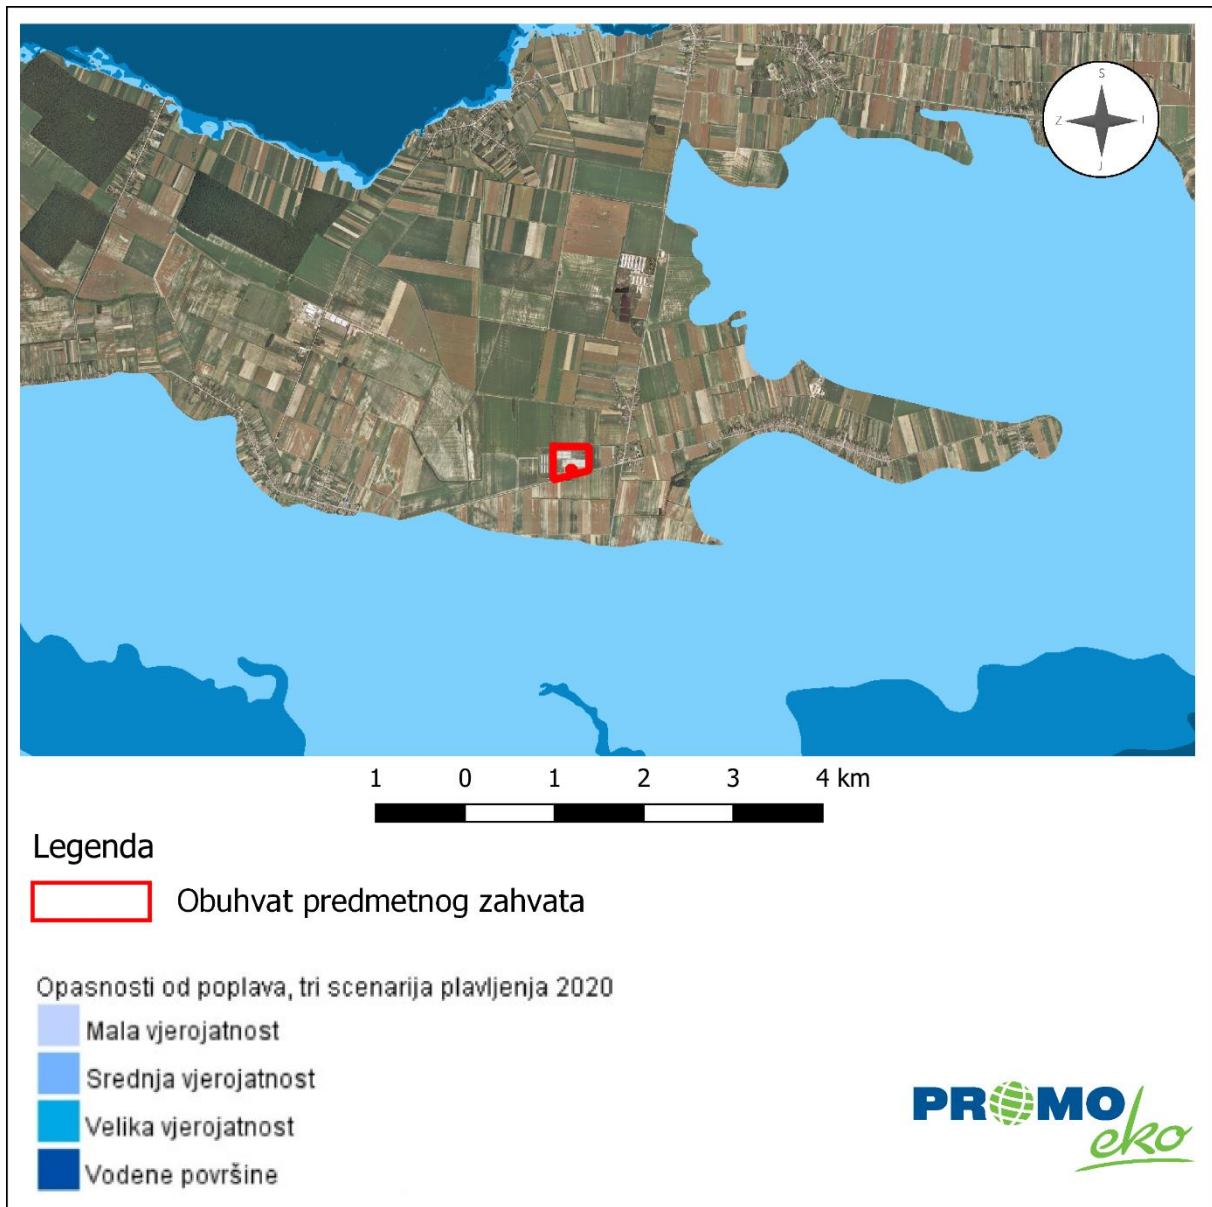 S
Z
I
J
1 0 1 2 3 4 km
Legenda
Obuhvat predmetnog zahvata
Opasnosti od poplava, tri scenarija plavljenja 2020
Mala vjerojatnost
Srednja vjerojatnost
Velika vjerojatnost
Vodene površine
PROMO
eko